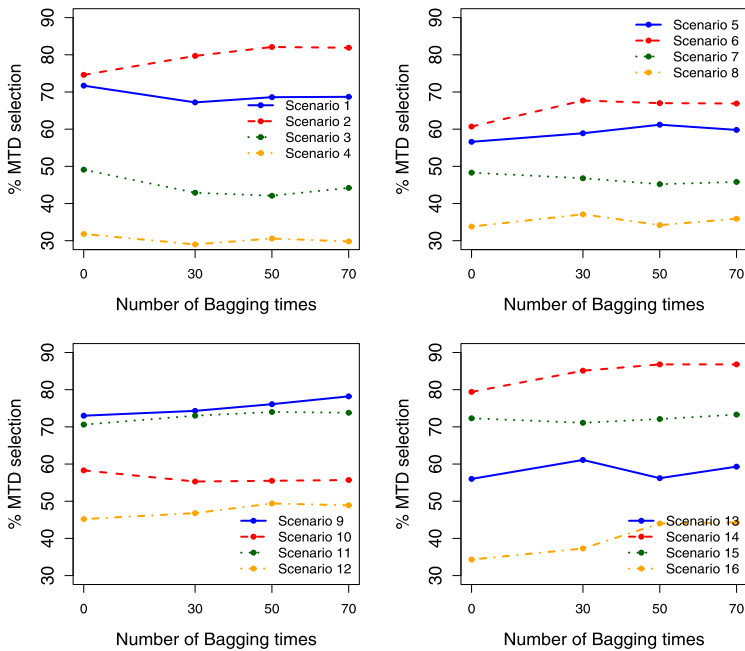 % MTD selection
90
80
70
60
50
40
30
0
30
50
70
Number of Bagging times
Scenario 1
Scenario 2
Scenario 3
Scenario 4
% MTD selection
90
80
70
60
50
40
30
0
30
50
70
Number of Bagging times
Scenario 5
Scenario 6
Scenario 7
Scenario 8
% MTD selection
90
80
70
60
50
40
30
0
30
50
70
Number of Bagging times
Scenario 9
Scenario 10
Scenario 11
Scenario 12
% MTD selection
90
80
70
60
50
40
30
0
30
50
70
Number of Bagging times
Scenario 13
Scenario 14
Scenario 15
Scenario 16